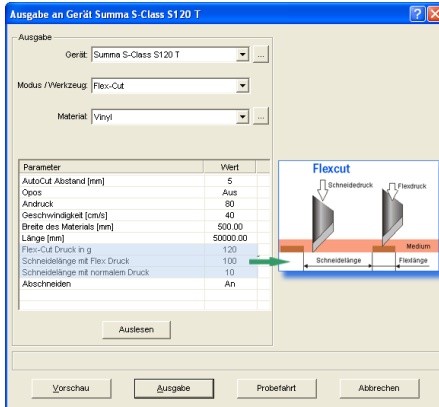 Ausgabe an Gerät Summa S-Class S120 T
Ausgabe
Gerät: Summa S-Class S120 T ...
Modus / Werkzeug: Flex-Cut
Material: Vinyl ...
Parameter Wert
AutoCut Abstand [mm] 5
Opos Aus
Andruck 80
Geschwindigkeit [cm/s] 40
Breite des Materials [mm] 500.00
Länge [mm] 50000.00
Flex-Cut Druck in g 120
Schneidelänge mit Flex Druck 100
Schneidelänge mit normalem Druck 10
Abschneiden An
Auslesen
Flexcut
Schneidedruck Flexdruck
Medium
Schneidelänge Flexlänge
Vorschau Ausgabe Probefahrt Abbrechen